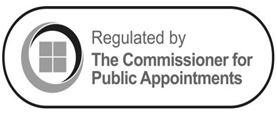 Regulated by
The Commissioner for
Public Appointments